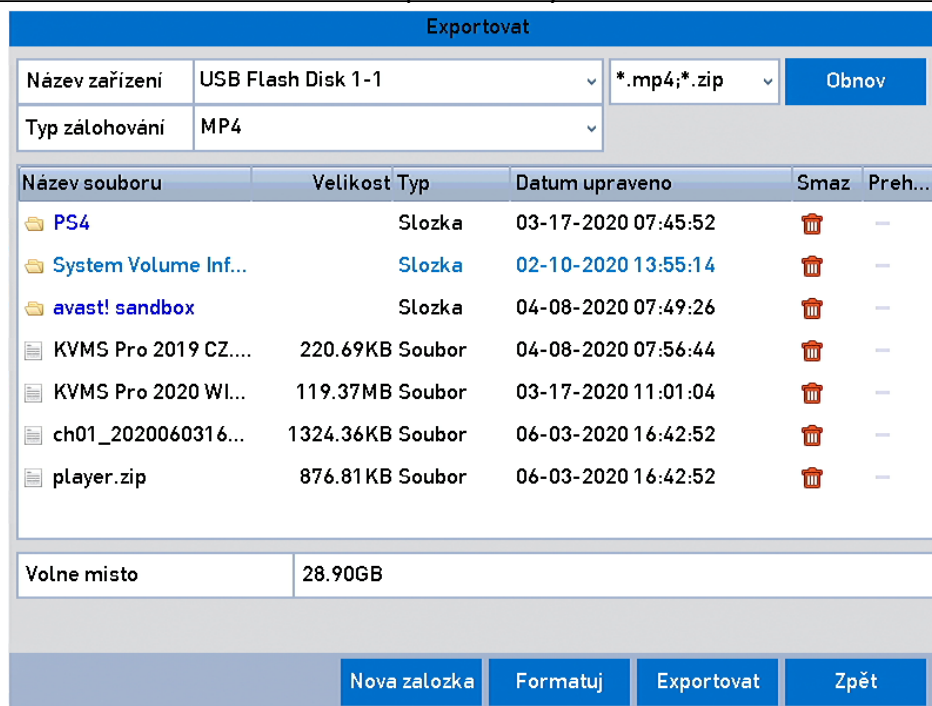 Exportovat
Název zařízení USB Flash Disk 1-1 *.mp4;*.zip Obnov
Typ zálohování MP4
Název souboru Velikost Typ Datum upraveno Smaz Preh...
PS4 Slozka 03-17-2020 07:45:52 —
System Volume Inf... Slozka 02-10-2020 13:55:14 —
avast! sandbox Slozka 04-08-2020 07:49:26 —
KVMS Pro 2019 CZ.... 220.69KB Soubor 04-08-2020 07:56:44 —
KVMS Pro 2020 WI... 119.37MB Soubor 03-17-2020 11:01:04 —
ch01_2020060316... 1324.36KB Soubor 06-03-2020 16:42:52 —
player.zip 876.81KB Soubor 06-03-2020 16:42:52 —
Volne misto 28.90GB
Nova zalozka Formatuj Exportovat Zpět